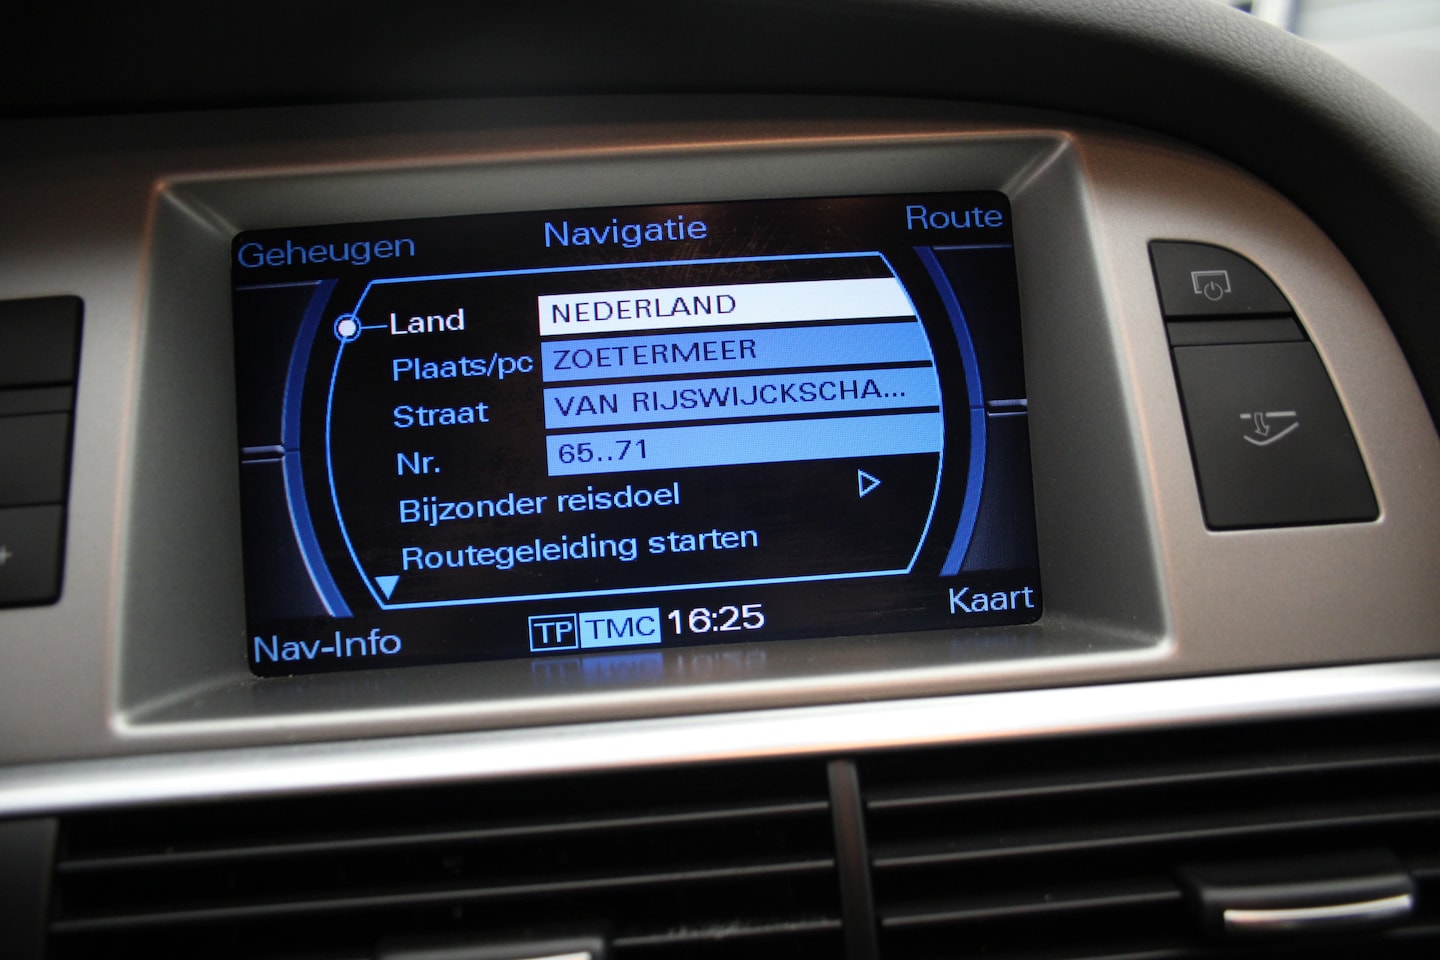 Geheugen Navigatie Route
Land NEDERLAND
Plaats/pc ZOETERMEER
Straat VAN RIJSWIJCKSCHA...
Nr. 65..71
Bijzonder reisdoel
Routegeleiding starten
Nav-Info TP TMC 16:25 Kaart